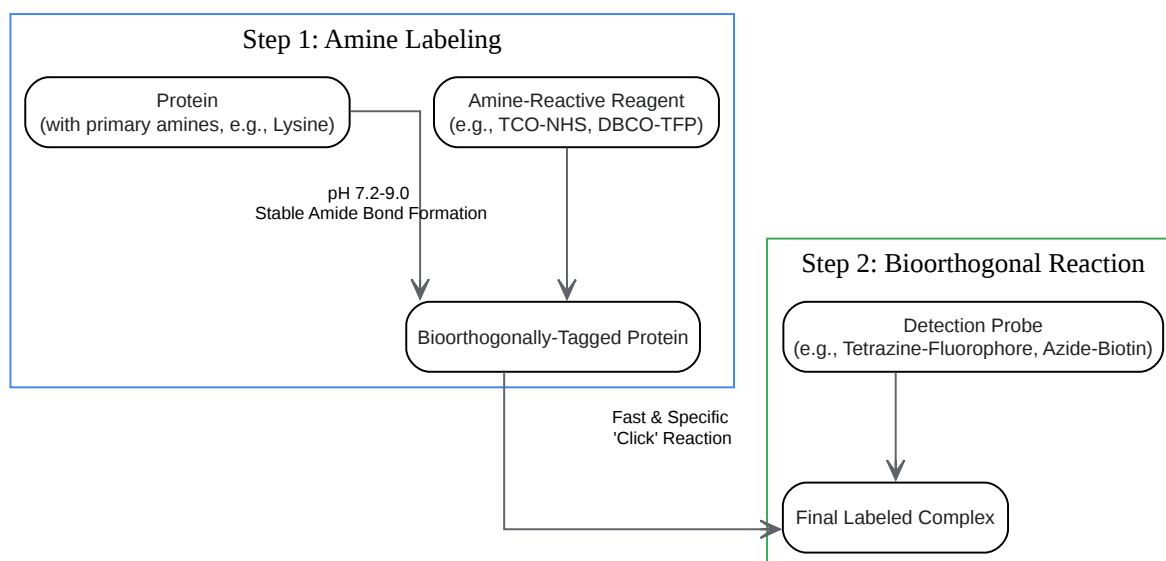 Step 1: Amine Labeling
Protein
(with primary amines, e.g., Lysine)
Amine-Reactive Reagent
(e.g., TCO-NHS, DBCO-TFP)
pH 7.2-9.0
Stable Amide Bond Formation
Bioorthogonally-Tagged Protein
Step 2: Bioorthogonal Reaction
Detection Probe
(e.g., Tetrazine-Fluorophore, Azide-Biotin)
Fast & Specific
'Click' Reaction
Final Labeled Complex